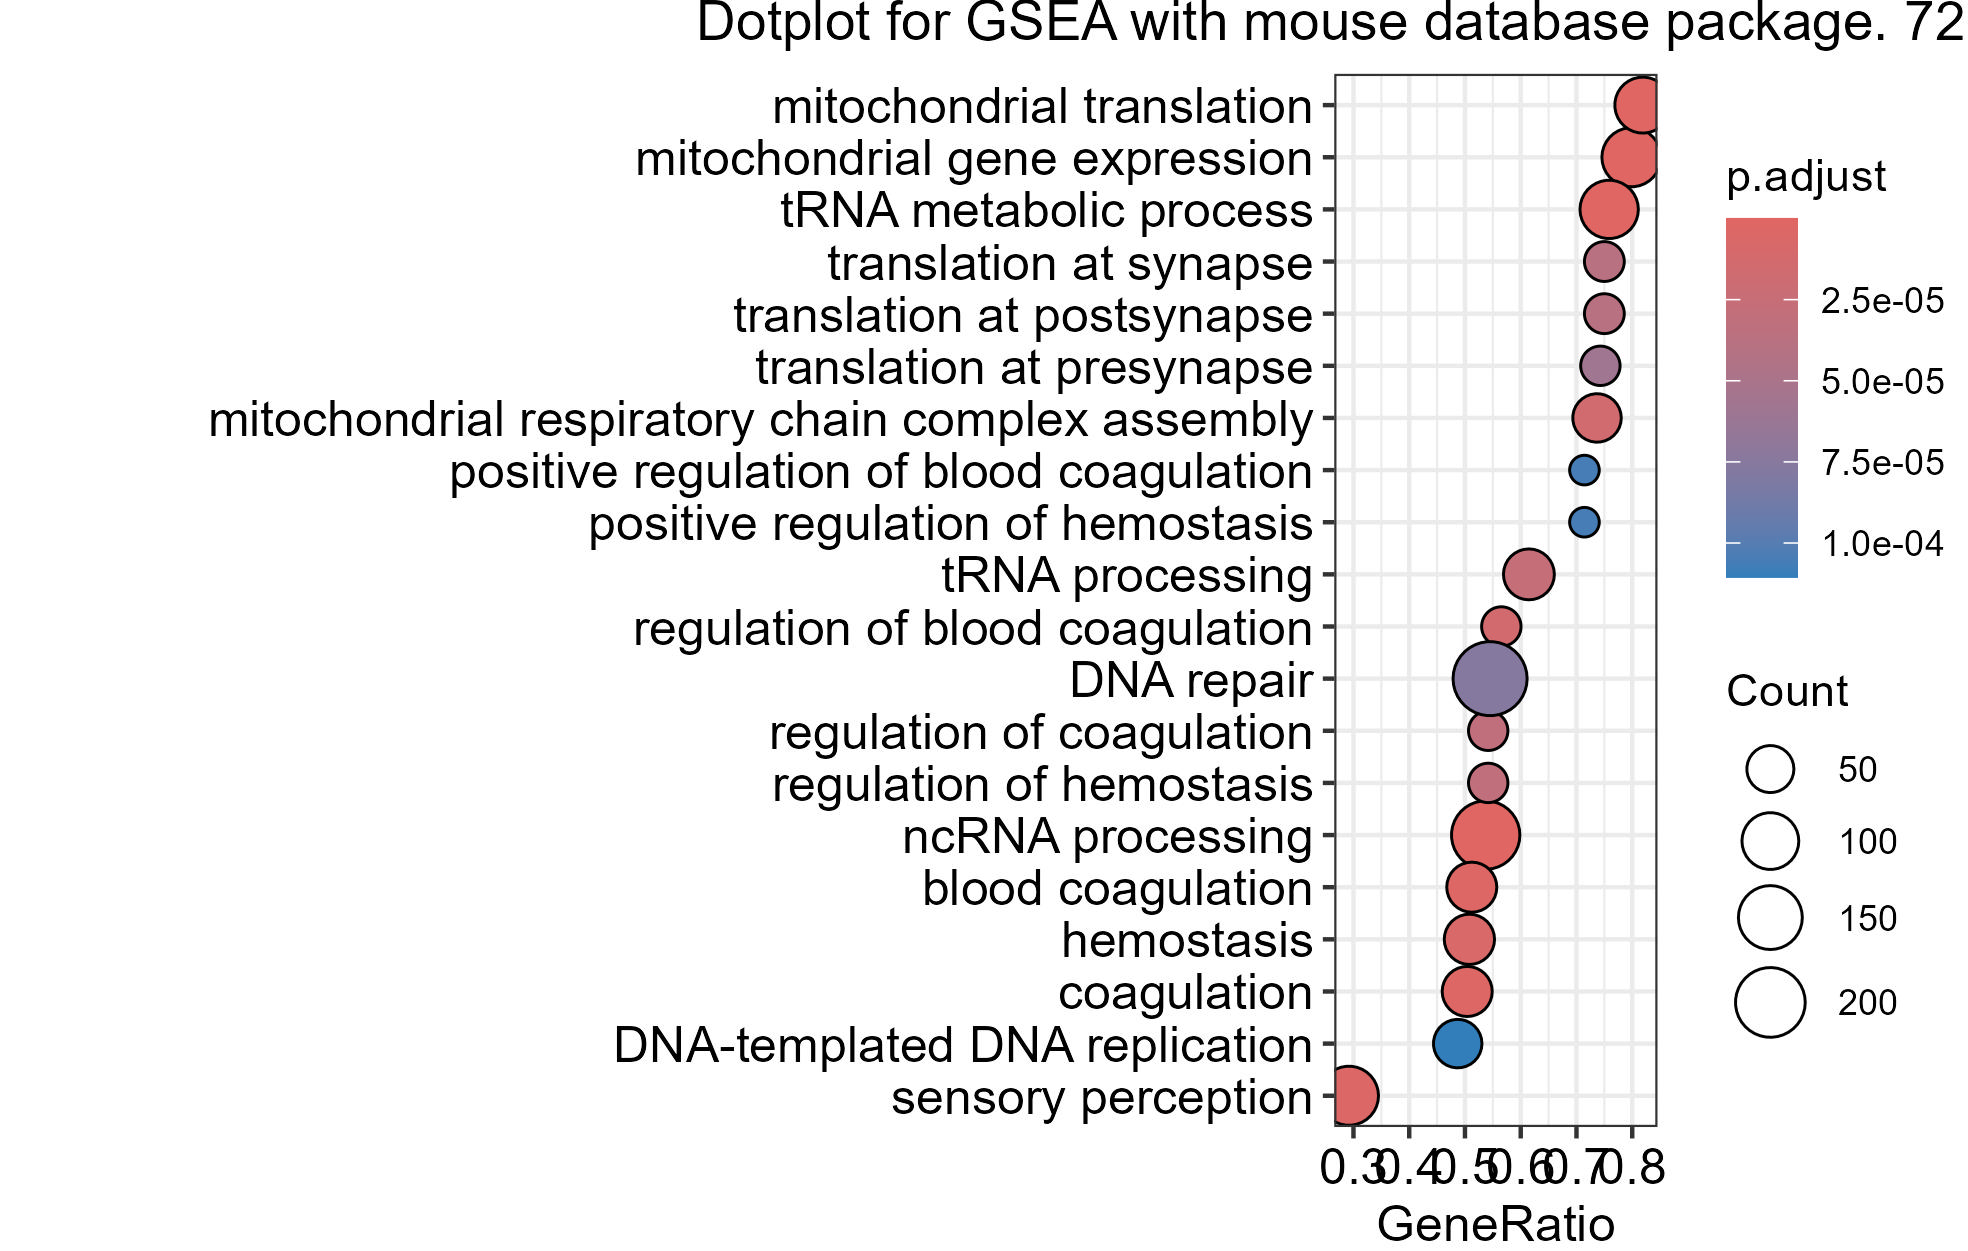 Dotplot for GSEA with mouse database package. 72
mitochondrial translation
mitochondrial gene expression
tRNA metabolic process
translation at synapse
translation at postsynapse
translation at presynapse
mitochondrial respiratory chain complex assembly
positive regulation of blood coagulation
positive regulation of hemostasis
tRNA processing
regulation of blood coagulation
DNA repair
regulation of coagulation
regulation of hemostasis
ncRNA processing
blood coagulation
hemostasis
coagulation
DNA-templated DNA replication
sensory perception
0.3 0.4 0.5 0.6 0.7 0.8
GeneRatio
p.adjust
2.5e-05
5.0e-05
7.5e-05
1.0e-04
Count
50
100
150
200